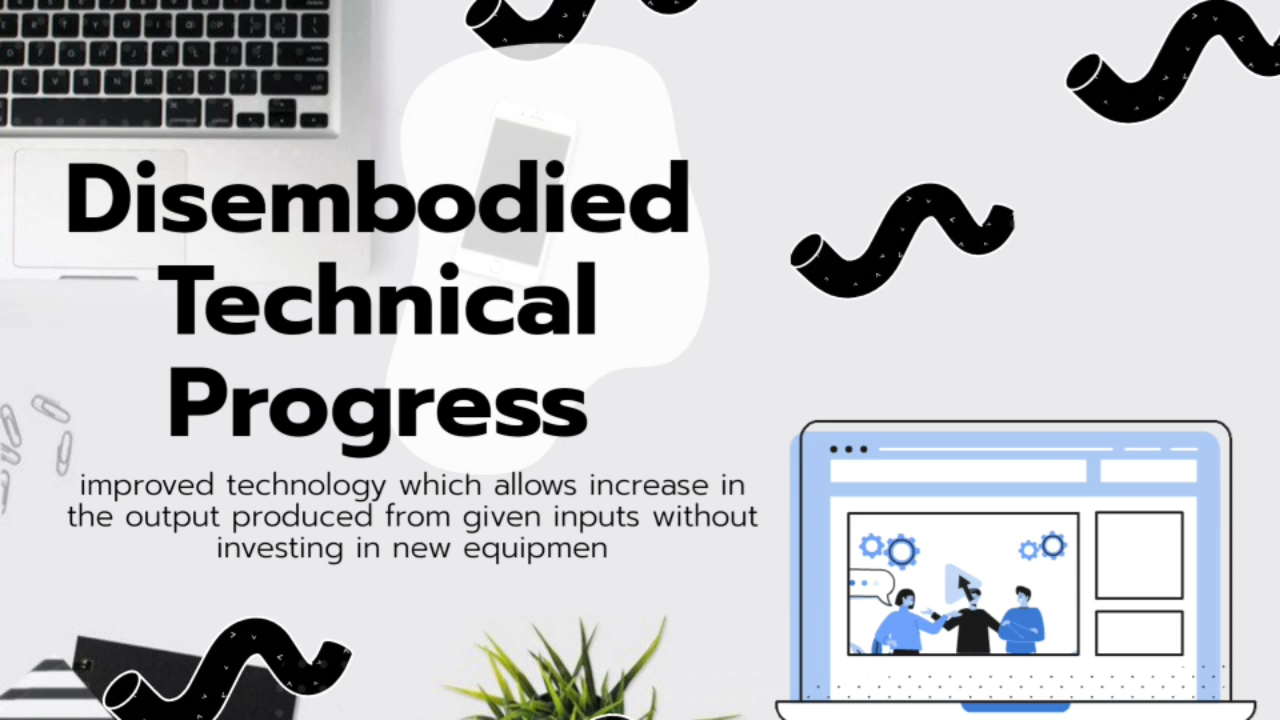 Disembodied
Technical
Progress
improved technology which allows increase in
the output produced from given inputs without
investing in new equipmen